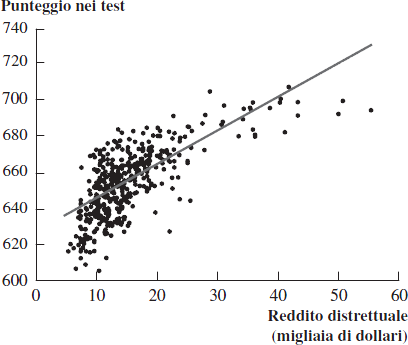 Punteggio nei test
740
720
700
680
660
640
620
600
0 10 20 30 40 50 60
Reddito distrettuale
(migliaia di dollari)